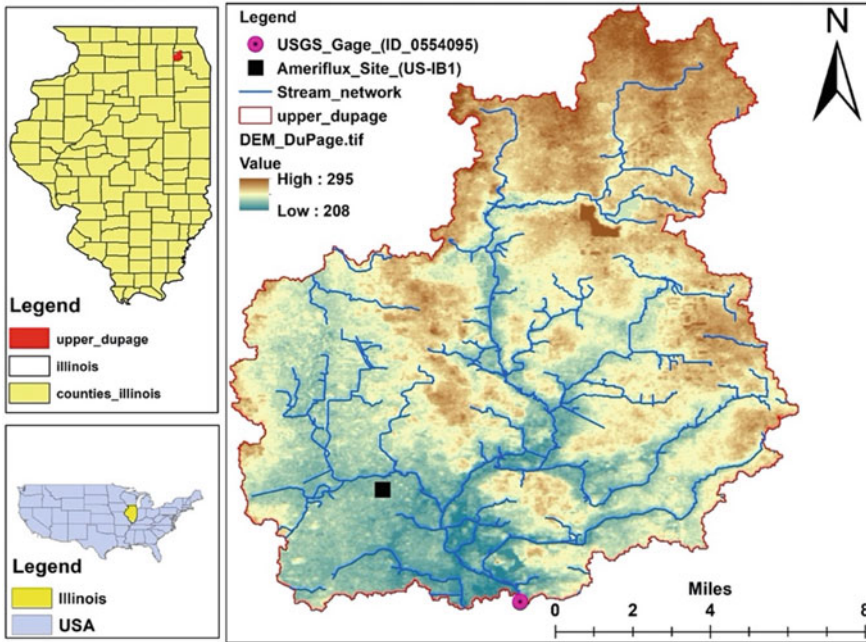 Legend
upper_dupage
illinois
counties_illinois
Legend
Illinois
USA
Legend
USGS_Gage_(ID_0554095)
Ameriflux_Site_(US-IB1)
Stream_network
upper_dupage
DEM_DuPage.tif
Value
High : 295
Low : 208
N
Miles
0 2 4 8